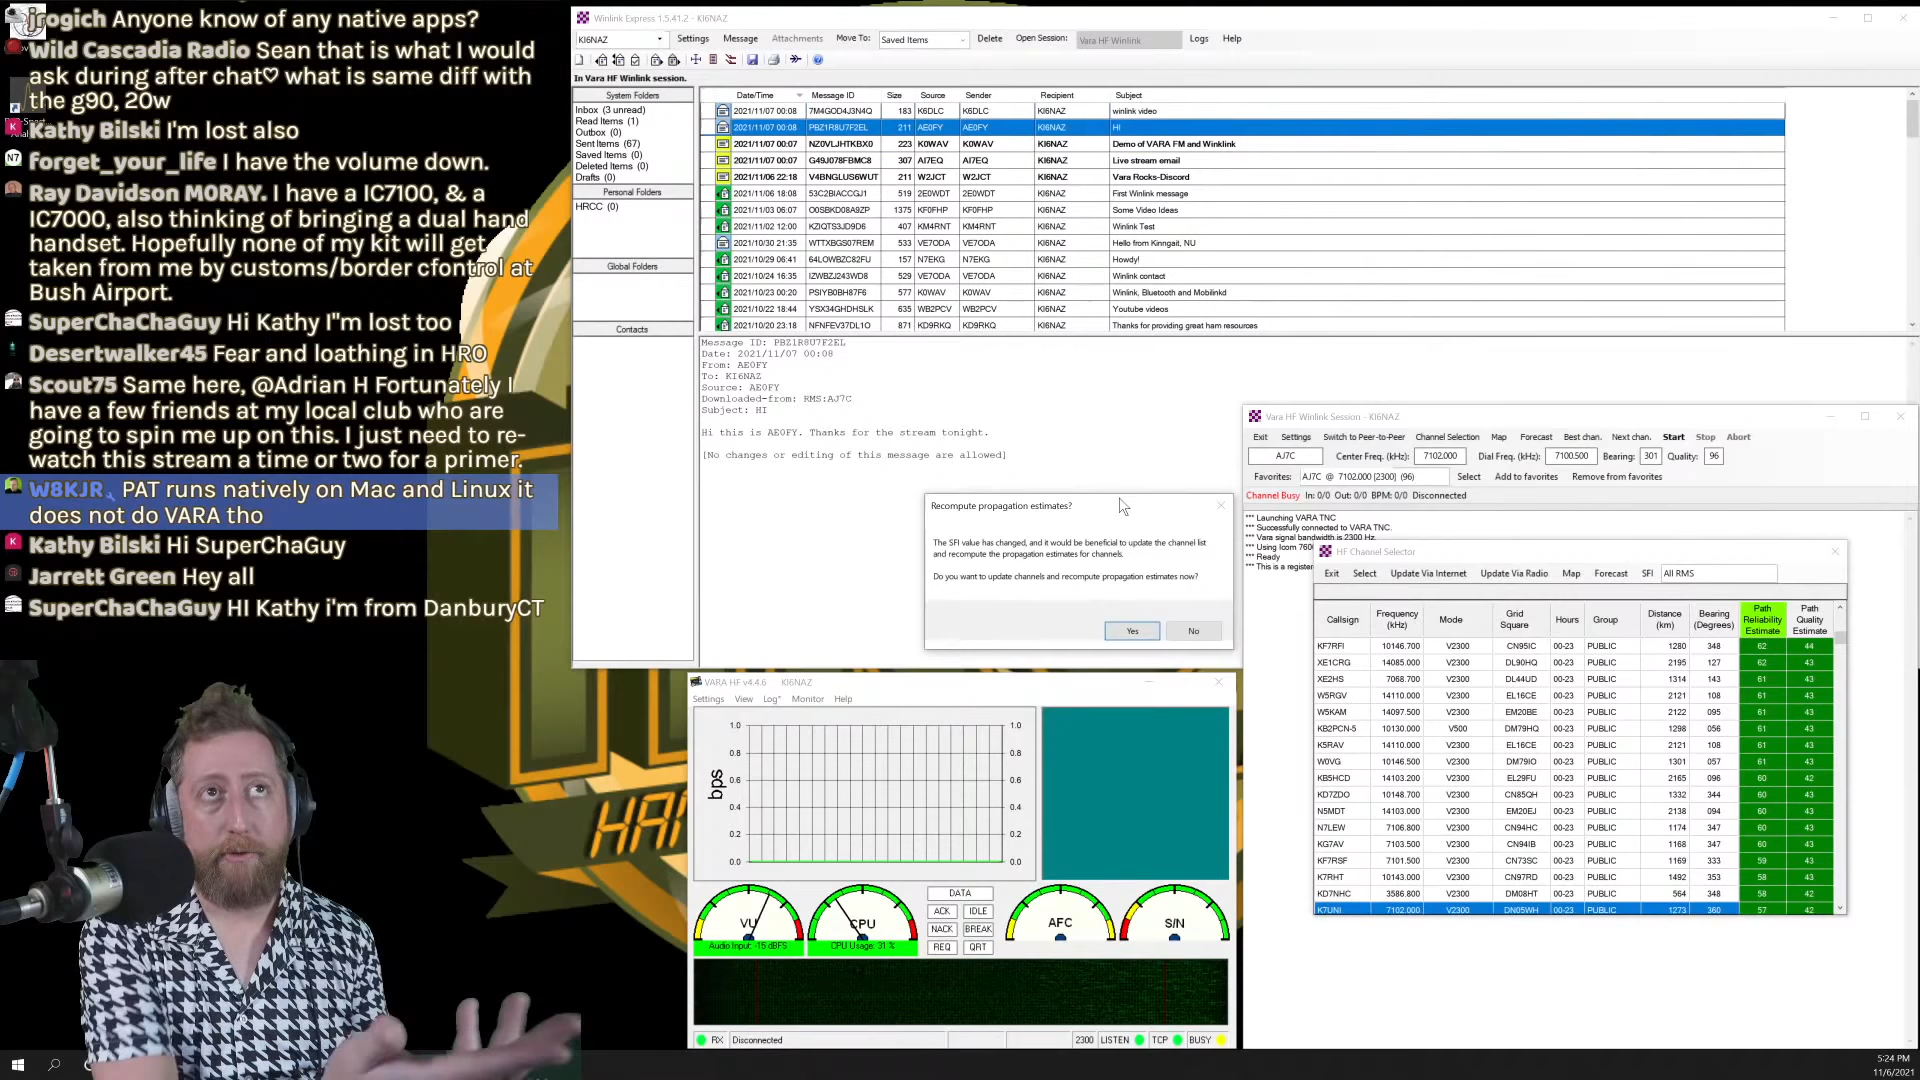 jrogich Anyone know of any native apps?
Wild Cascadia Radio Sean that is what I would
ask during after chat♡ what is same diff with
the g90, 20w
Kathy Bilski I'm lost also
forget_your_life I have the volume down.
Ray Davidson M0RAY. I have a IC7100, & a
IC7000, also thinking of bringing a dual hand
handset. Hopefully none of my kit will get
taken from me by customs/border cfontrol at
Bush Airport.
SuperChaChaGuy Hi Kathy I"m lost too
Desertwalker45 Fear and loathing in HRO
Scout75 Same here, @Adrian H Fortunately I
have a few friends at my local club who are
going to spin me up on this. I just need to re-
watch this stream a time or two for a primer.
W8KJR PAT runs natively on Mac and Linux it
does not do VARA tho
Kathy Bilski Hi SuperChaGuy
Jarrett Green Hey all
SuperChaChaGuy HI Kathy i'm from DanburyCT
Winlink Express 1.5.41.2 - KI6NAZ
KI6NAZ Settings Message Attachments Move To: Saved Items Delete Open Session: Vara HF Winlink Logs Help
In Vara HF Winlink session.
System Folders
Inbox (3 unread)
Read Items (1)
Outbox (0)
Sent Items (67)
Saved Items (0)
Deleted Items (0)
Drafts (0)
Personal Folders
HRCC (0)
Global Folders
Contacts
Date/Time Message ID Size Source Sender Recipient Subject
2021/11/07 00:08 7M4GOD4J3N4Q 183 K6DLC K6DLC KI6NAZ winlink video
2021/11/07 00:08 PBZ1R8U7F2EL 211 AE0FY AE0FY KI6NAZ HI
2021/11/07 00:07 NZ0VLJHTKBX0 223 K0WAV K0WAV KI6NAZ Demo of VARA FM and Winklink
2021/11/07 00:07 G49J078FBMC8 307 AI7EQ AI7EQ KI6NAZ Live stream email
2021/11/06 22:18 V4BNGLUS6WUT 211 W2JCT W2JCT KI6NAZ Vara Rocks-Discord
2021/11/06 18:08 53C2BIACCGJ1 519 2E0WDT 2E0WDT KI6NAZ First Winlink message
2021/11/03 06:07 O0SBKD08A9ZP 1375 KF0FHP KF0FHP KI6NAZ Some Video Ideas
2021/11/02 12:00 KZIQTS3JD9D6 407 KM4RNT KM4RNT KI6NAZ Winlink Test
2021/10/30 21:35 WTTXBGS07REM 533 VE7ODA VE7ODA KI6NAZ Hello from Kinngait, NU
2021/10/29 06:41 64LOWBZC82FU 157 N7EKG N7EKG KI6NAZ Howdy!
2021/10/24 16:35 IZWBZJ243WD8 529 VE7ODA VE7ODA KI6NAZ Winlink contact
2021/10/23 00:20 PSIYB0BH87F6 577 K0WAV K0WAV KI6NAZ Winlink, Bluetooth and Mobilinkd
2021/10/22 18:44 YSX34GHDHSLK 635 WB2PCV WB2PCV KI6NAZ Youtube videos
2021/10/20 23:18 NFNFEV37DL1O 871 KD9RKQ KD9RKQ KI6NAZ Thanks for providing great ham resources
Message ID: PBZ1R8U7F2EL
Date: 2021/11/07 00:08
From: AE0FY
To: KI6NAZ
Source: AE0FY
Downloaded-from: RMS:AJ7C
Subject: HI
Hi this is AE0FY. Thanks for the stream tonight.
[No changes or editing of this message are allowed]
Recompute propagation estimates?
The SFI value has changed, and it would be beneficial to update the channel list
and recompute the propagation estimates for channels.
Do you want to update channels and recompute propagation estimates now?
Yes No
Vara HF Winlink Session - KI6NAZ
Exit Settings Switch to Peer-to-Peer Channel Selection Map Forecast Best chan. Next chan. Start Stop Abort
AJ7C Center Freq. (kHz): 7102.000 Dial Freq. (kHz): 7100.500 Bearing: 301 Quality: 96
Favorites: AJ7C @ 7102.000 [2300] (96) Select Add to favorites Remove from favorites
Channel Busy In: 0/0 Out: 0/0 BPM: 0/0 Disconnected
*** Launching VARA TNC
*** Successfully connected to VARA TNC.
*** Vara signal bandwidth is 2300 Hz.
*** Using Icom 7600
*** Ready
*** This is a register
HF Channel Selector
Exit Select Update Via Internet Update Via Radio Map Forecast SFI All RMS
Callsign Frequency (kHz) Mode Grid Square Hours Group Distance (km) Bearing (Degrees) Path Reliability Estimate Path Quality Estimate
KF7RFI 10146.700 V2300 CN95IC 00-23 PUBLIC 1280 348 62 44
XE1CRG 14085.000 V2300 DL90HQ 00-23 PUBLIC 2195 127 62 43
XE2HS 7068.700 V2300 DL44UD 00-23 PUBLIC 1314 143 61 43
W5RGV 14110.000 V2300 EL16CE 00-23 PUBLIC 2121 108 61 43
W5KAM 14097.500 V2300 EM20BE 00-23 PUBLIC 2122 095 61 43
KB2PCN-5 10130.000 V500 DM79HQ 00-23 PUBLIC 1298 056 61 43
K5RAV 14110.000 V2300 EL16CE 00-23 PUBLIC 2121 108 61 43
W0VG 10146.500 V2300 DM79IO 00-23 PUBLIC 1301 057 61 43
KB5HCD 14103.200 V2300 EL29FU 00-23 PUBLIC 2165 096 60 42
KD7ZDO 10148.700 V2300 CN85QH 00-23 PUBLIC 1332 344 60 43
N5MDT 14103.000 V2300 EM20EJ 00-23 PUBLIC 2138 094 60 43
N7LEW 7106.800 V2300 CN94HC 00-23 PUBLIC 1174 347 60 43
KG7AV 7103.500 V2300 CN94IB 00-23 PUBLIC 1168 347 60 43
KF7RSF 7101.500 V2300 CN73SC 00-23 PUBLIC 1169 333 59 43
K7RHT 10143.000 V2300 CN97RD 00-23 PUBLIC 1492 353 58 43
KD7NHC 3586.800 V2300 DM08HT 00-23 PUBLIC 564 348 58 42
K7UNI 7102.000 V2300 DN05WH 00-23 PUBLIC 1273 360 57 42
VARA HF v4.4.6 KI6NAZ
Settings View Log* Monitor Help
1.0 1.0
0.8 0.8
0.6 0.6
0.4 0.4
0.2 0.2
0.0 0.0
bps
VU CPU AFC S/N
Audio Input: -15 dBFS CPU Usage: 31 %
DATA
ACK IDLE
NACK BREAK
REQ QRT
RX Disconnected 2300 LISTEN TCP BUSY
HAM
5:24 PM
11/6/2021